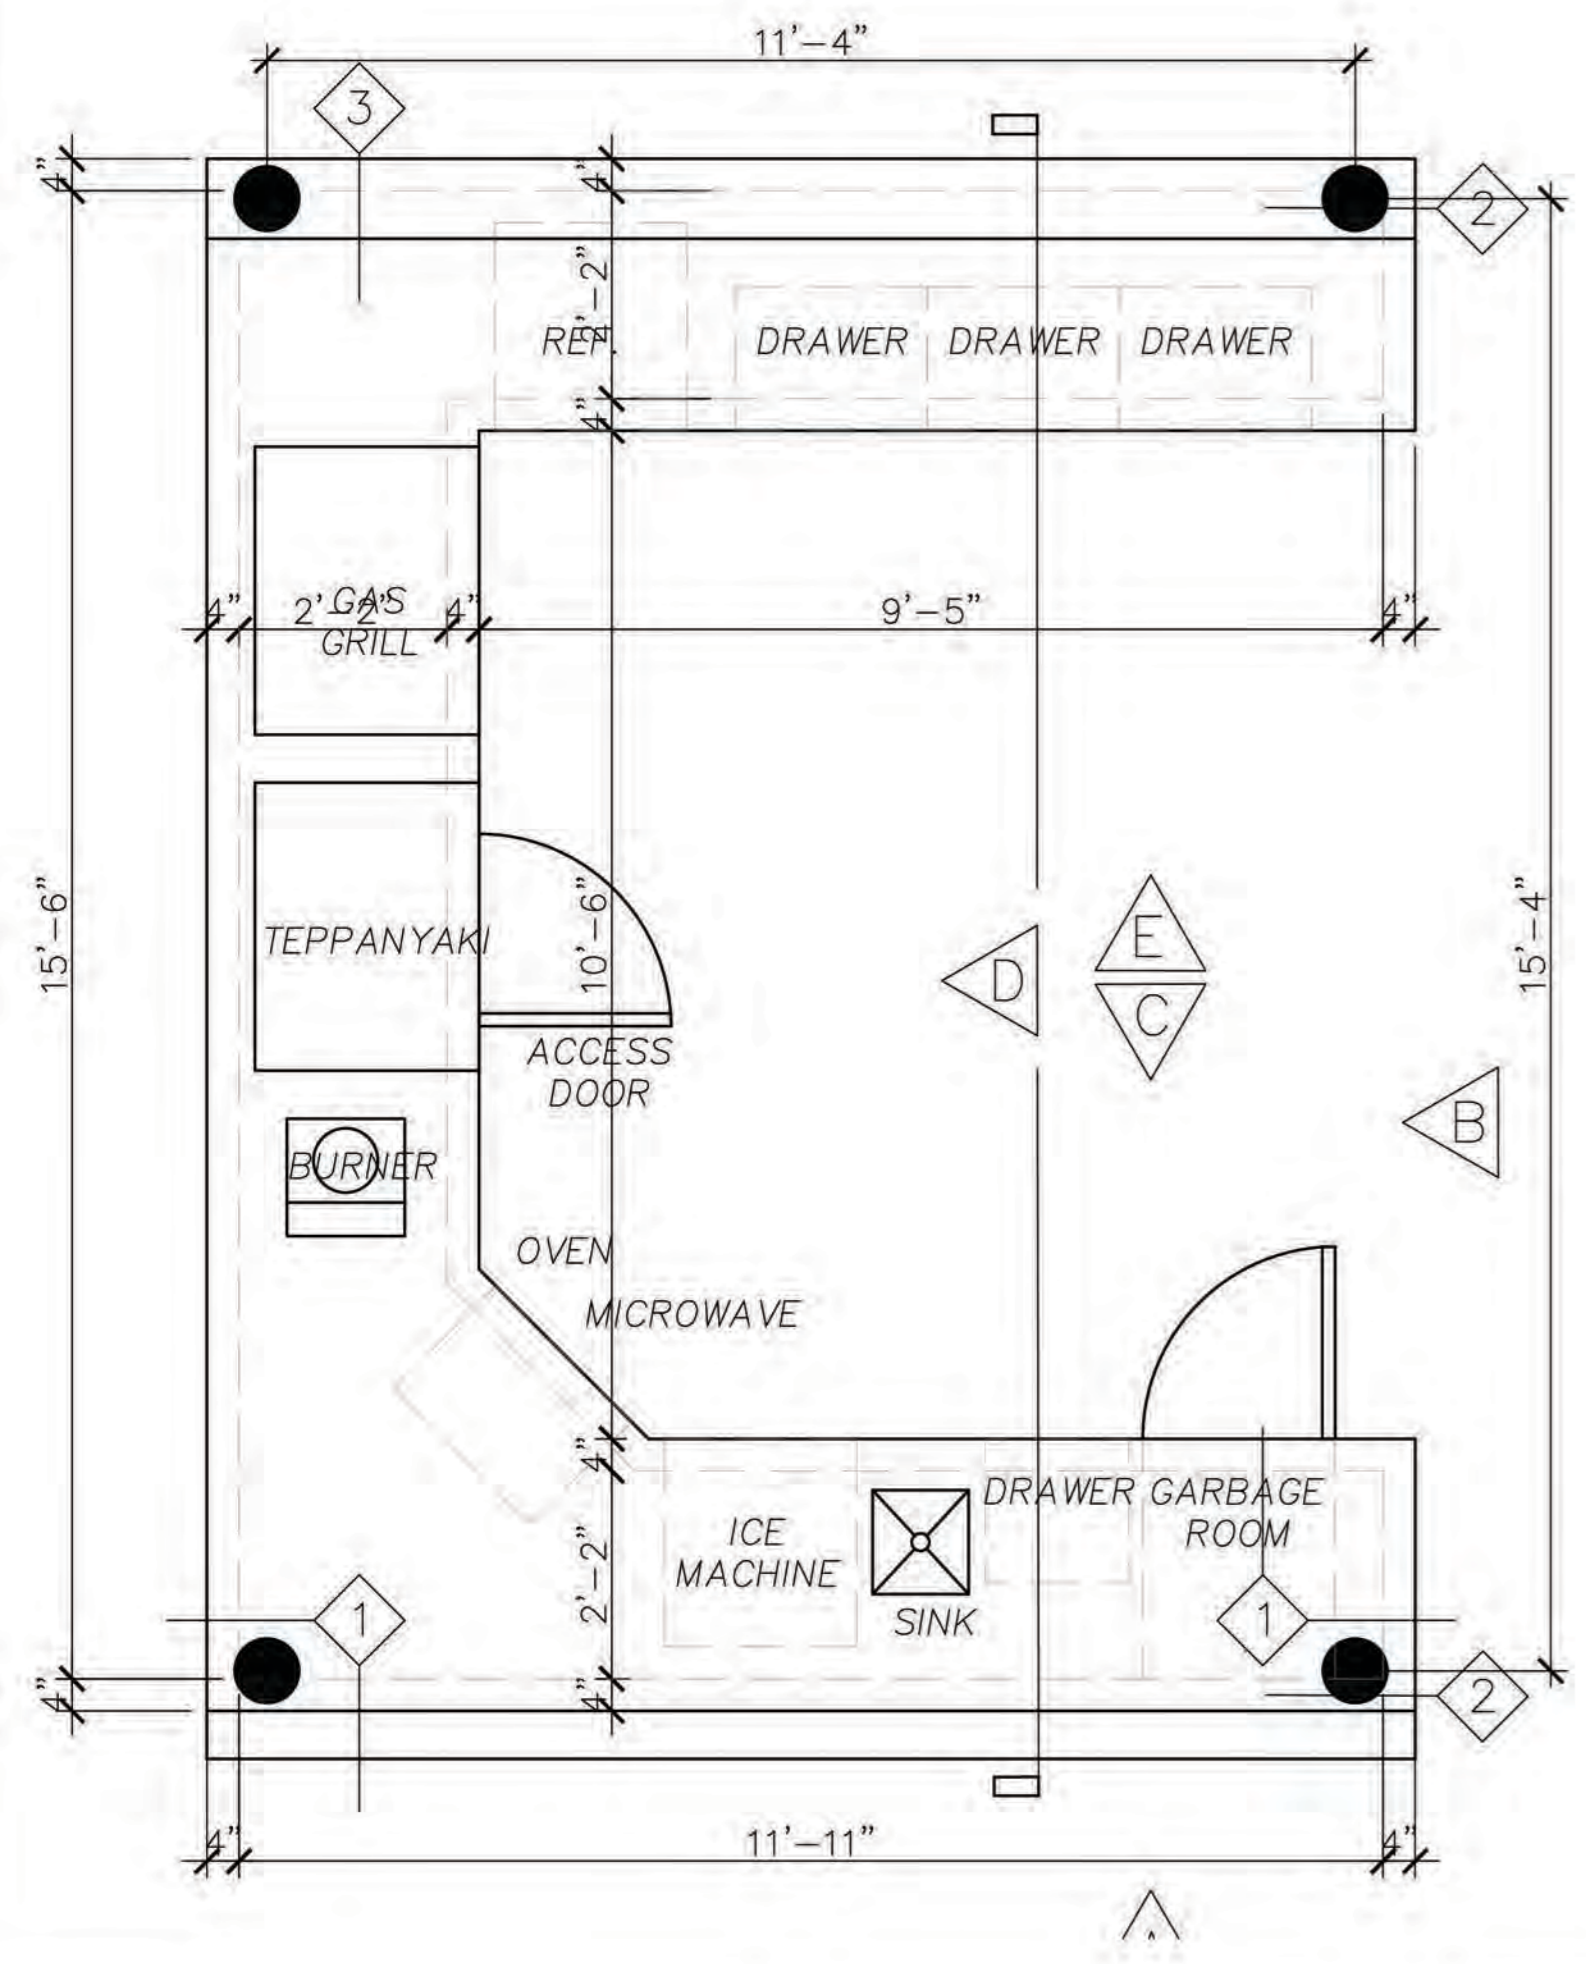 11'-4"
3
4"
4"
2
2'-2"
REF.
DRAWER
DRAWER
DRAWER
4"
4"
2'-2"
GAS
GRILL
4"
9'-5"
4"
15'-6"
TEPPANYAKI
10'-6"
E
D
C
15'-4"
ACCESS
DOOR
B
BURNER
OVEN
MICROWAVE
4"
DRAWER
GARBAGE
ROOM
ICE
MACHINE
2'-2"
SINK
1
1
4"
4"
2
4"
11'-11"
4"